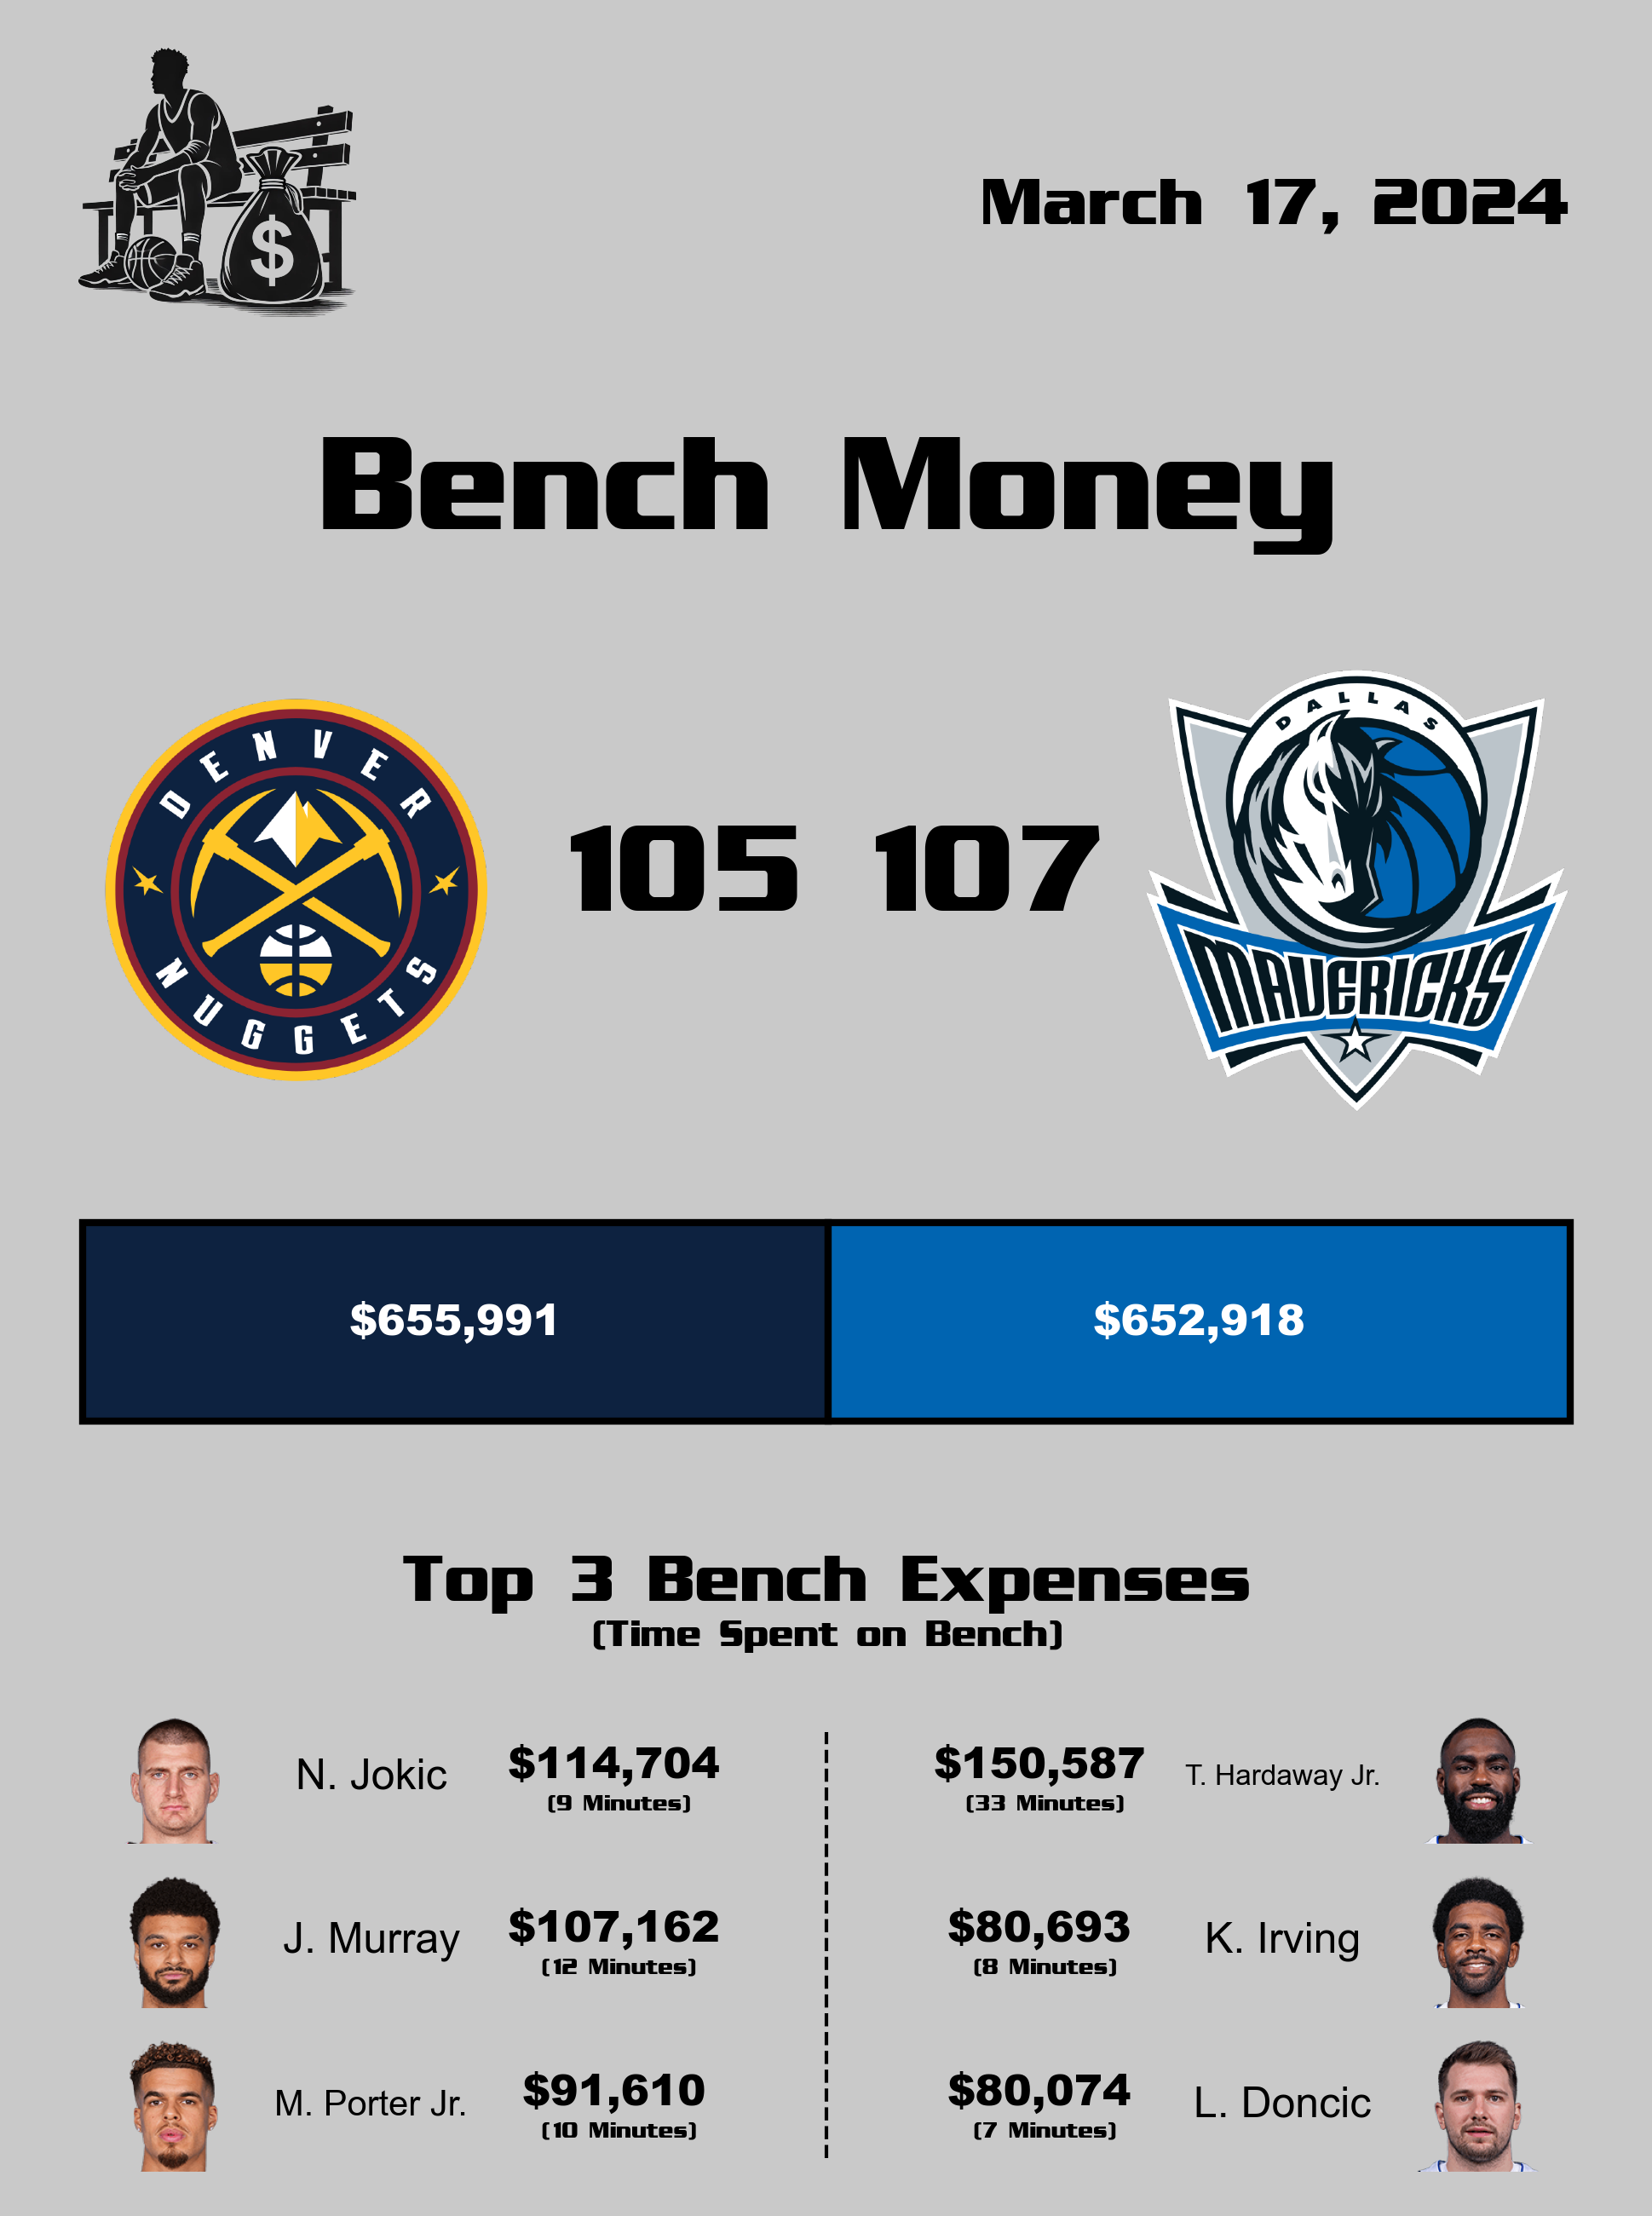 March 17, 2024
Bench Money
DENVER
NUGGETS
105 107
DALLAS
MAVERICKS
$655,991 $652,918
Top 3 Bench Expenses
(Time Spent on Bench)
N. Jokic $114,704 $150,587 T. Hardaway Jr.
(9 Minutes) (33 Minutes)
J. Murray $107,162 $80,693 K. Irving
(12 Minutes) (8 Minutes)
M. Porter Jr. $91,610 $80,074 L. Doncic
(10 Minutes) (7 Minutes)